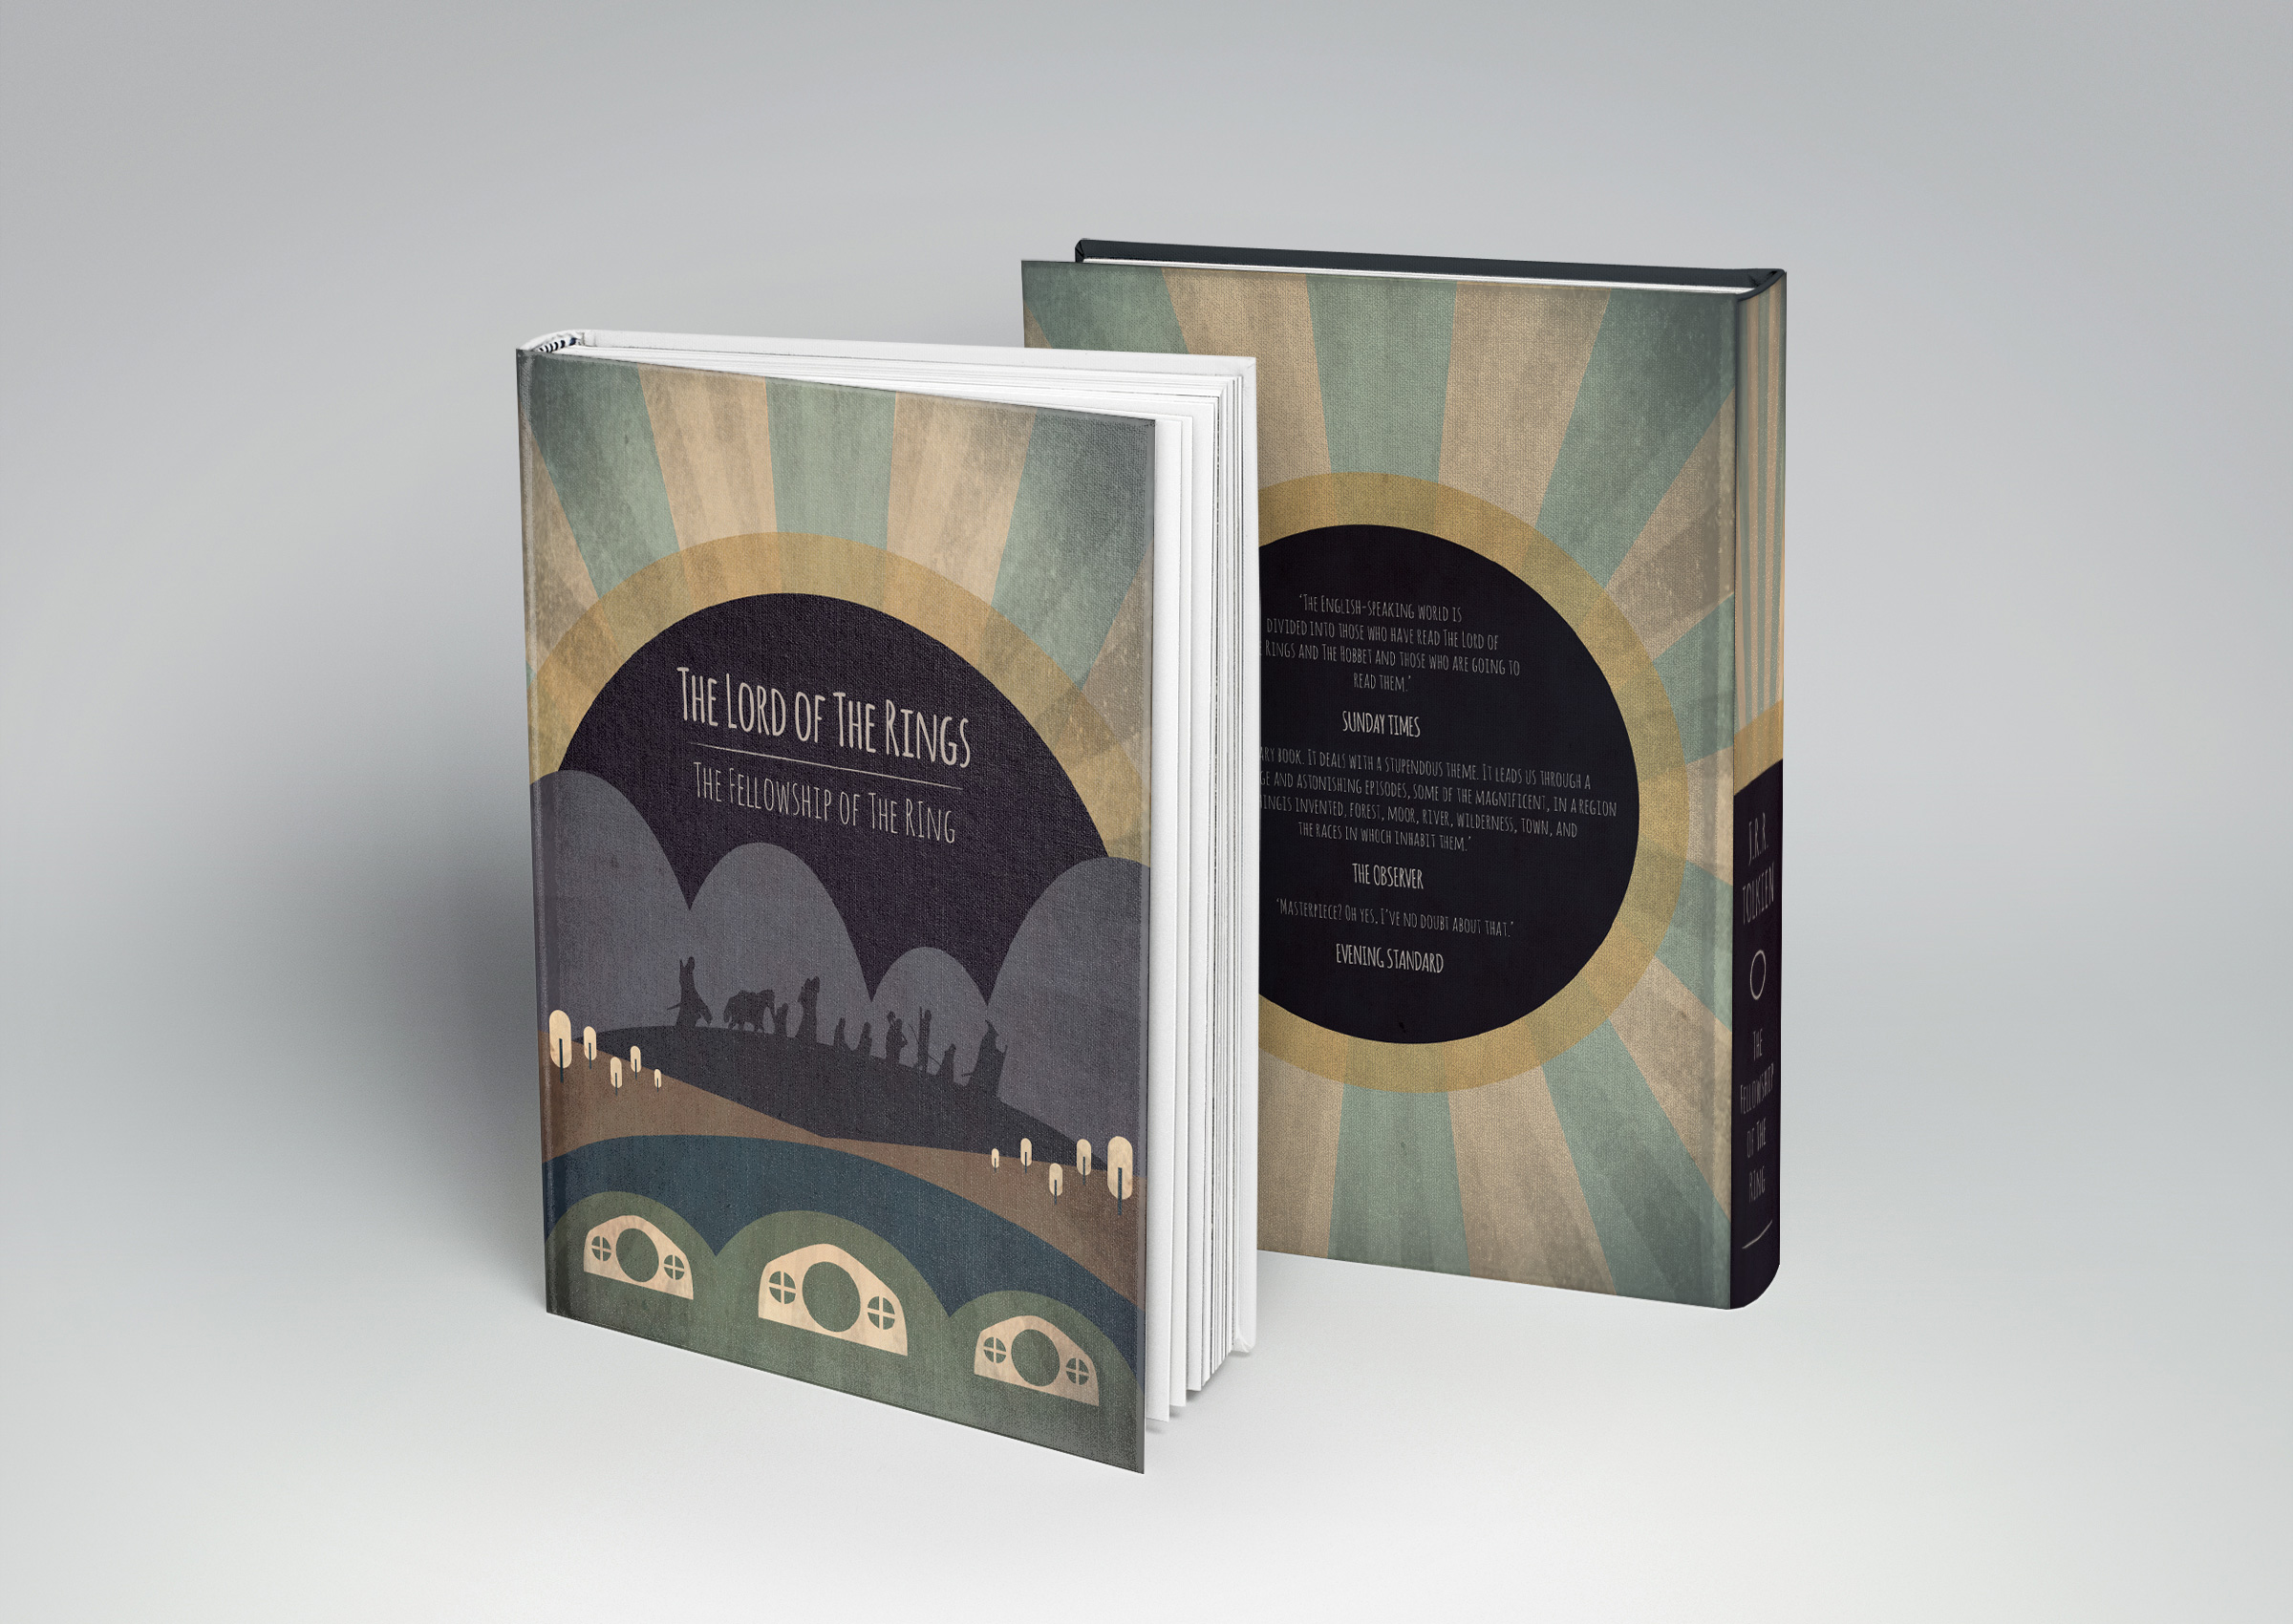 The Lord of The Rings
The Fellowship of The Ring
'The English-speaking world is
divided into those who have read The Lord of
Rings and The Hobbet and those who are going to
read them.'
SUNDAY TIMES
book. It deals with a stupendous theme. It leads us through a
and astonishing episodes, some of the magnificent, in a region
invented, forest, moor, river, wilderness, town, and
the races in whoch inhabit them.'
THE OBSERVER
'Masterpiece? Oh yes, I've no doubt about that.'
EVENING STANDARD
J.R.R.
TOLKIEN
THE
FELLOWSHIP
OF THE
RING